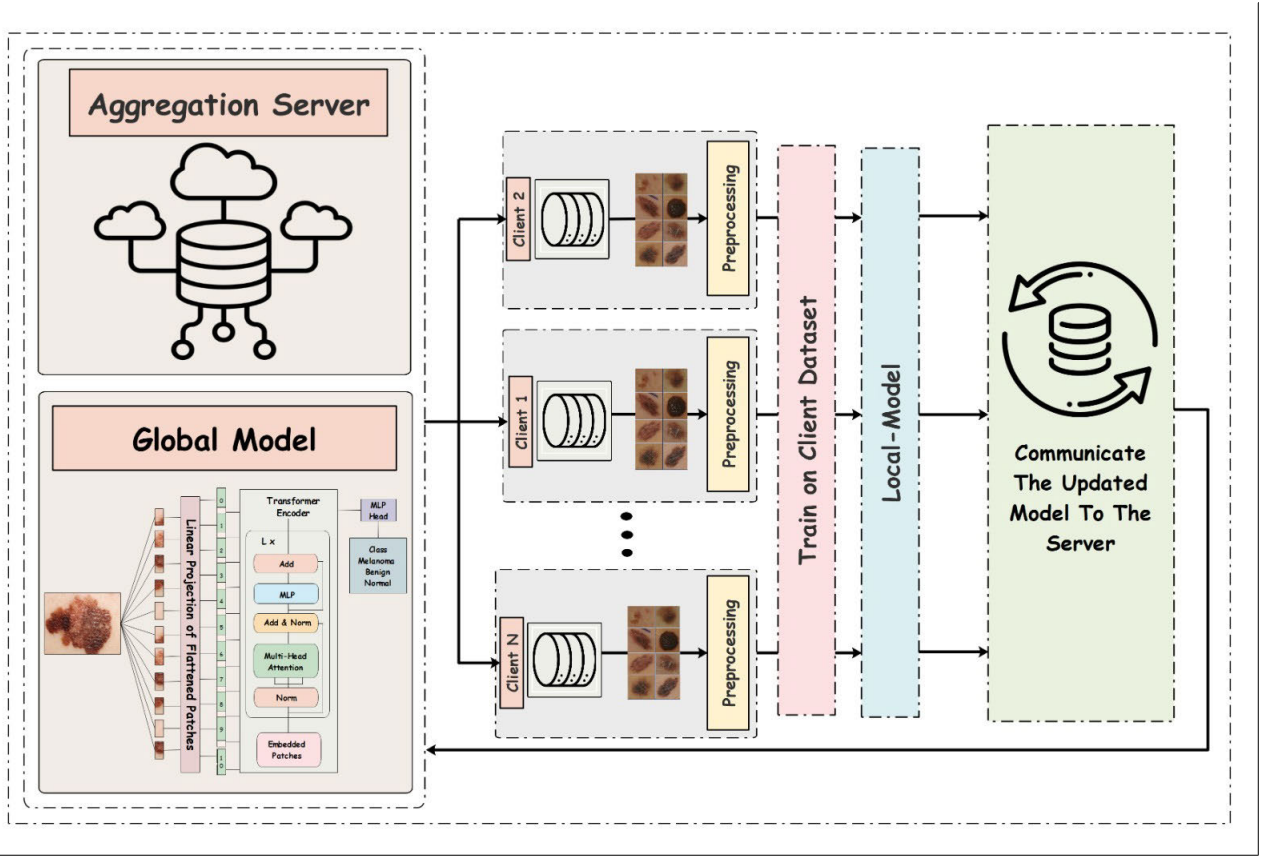 Aggregation Server
Global Model
Linear Projection of Flattened Patches
0
1
2
3
4
5
6
7
8
9
10
Transformer
Encoder
L x
Add
MLP
Add & Norm
Multi-Head
Attention
Norm
Embedded
Patches
MLP
Head
Class
Melanoma
Benign
Normal
Client 2
Preprocessing
Client 1
Preprocessing
Client N
Preprocessing
Train on Client Dataset
Local-Model
Communicate
The Updated
Model To The
Server